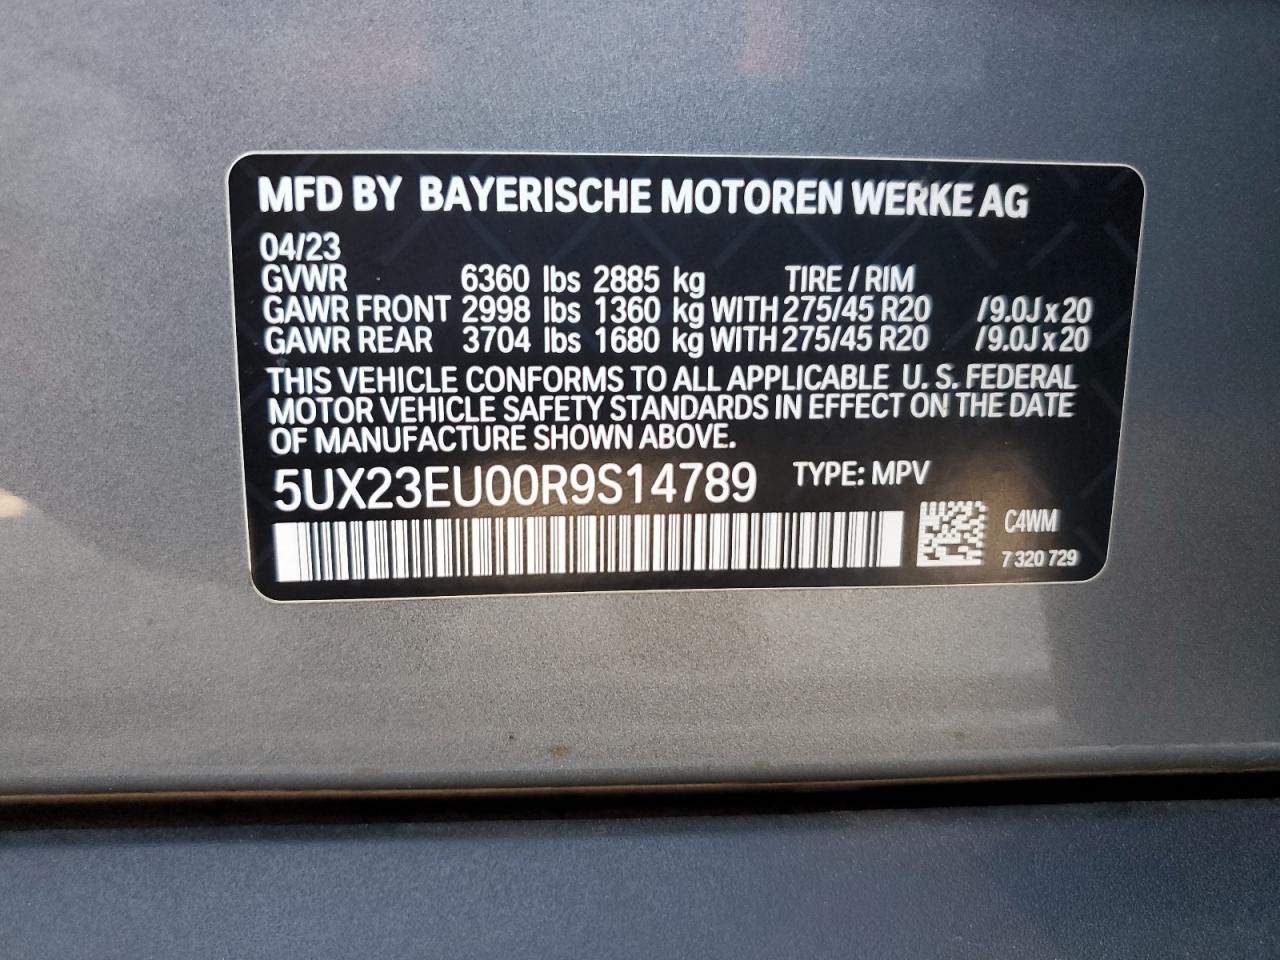 MFD BY BAYERISCHE MOTOREN WERKE AG
04/23
GVWR 6360 lbs 2885 kg TIRE / RIM
GAWR FRONT 2998 lbs 1360 kg WITH 275/45 R20 / 9.0J x 20
GAWR REAR 3704 lbs 1680 kg WITH 275/45 R20 / 9.0J x 20
THIS VEHICLE CONFORMS TO ALL APPLICABLE U. S. FEDERAL
MOTOR VEHICLE SAFETY STANDARDS IN EFFECT ON THE DATE
OF MANUFACTURE SHOWN ABOVE.
5UX23EU00R9S14789 TYPE: MPV
C4WM
7 320 729